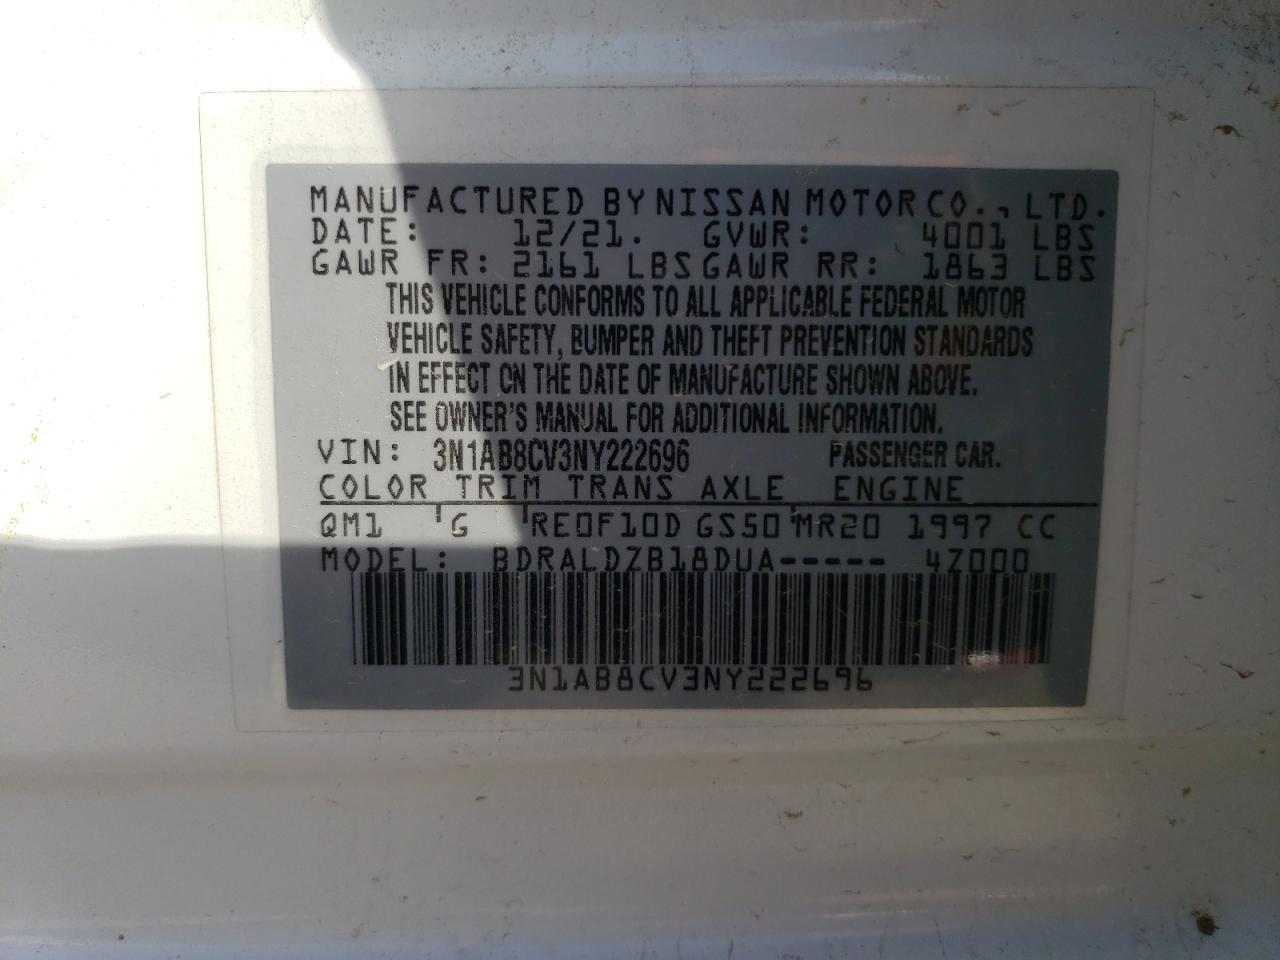 MANUFACTURED BY NISSAN MOTOR CO., LTD.
DATE: 12/21. GVWR: 4001 LBS
GAWR FR: 2161 LBS GAWR RR: 1863 LBS
THIS VEHICLE CONFORMS TO ALL APPLICABLE FEDERAL MOTOR
VEHICLE SAFETY, BUMPER AND THEFT PREVENTION STANDARDS
IN EFFECT ON THE DATE OF MANUFACTURE SHOWN ABOVE.
SEE OWNER'S MANUAL FOR ADDITIONAL INFORMATION.
VIN: 3N1AB8CV3NY222696 PASSENGER CAR.
COLOR TRIM TRANS AXLE ENGINE
QM1 'G 'RE0F10D GS50'MR20 1997 CC
MODEL: BDRALDZB18DUA----- 4Z000
3N1AB8CV3NY222696